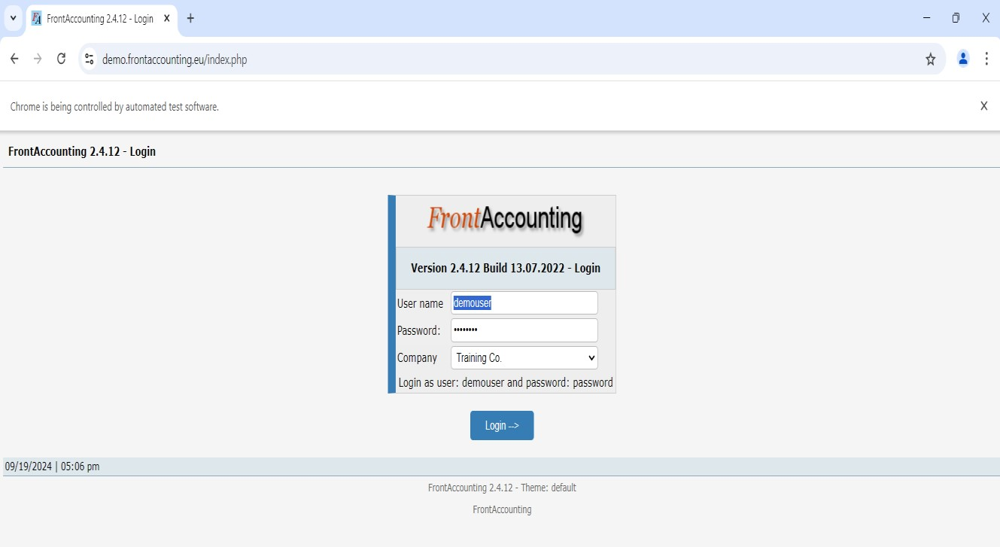 FrontAccounting 2.4.12 - Login
demo.frontaccounting.eu/index.php
Chrome is being controlled by automated test software.
FrontAccounting 2.4.12 - Login
FrontAccounting
Version 2.4.12 Build 13.07.2022 - Login
User name demouser
Password: ••••••••
Company Training Co.
Login as user: demouser and password: password
Login -->
09/19/2024 | 05:06 pm
FrontAccounting 2.4.12 - Theme: default
FrontAccounting